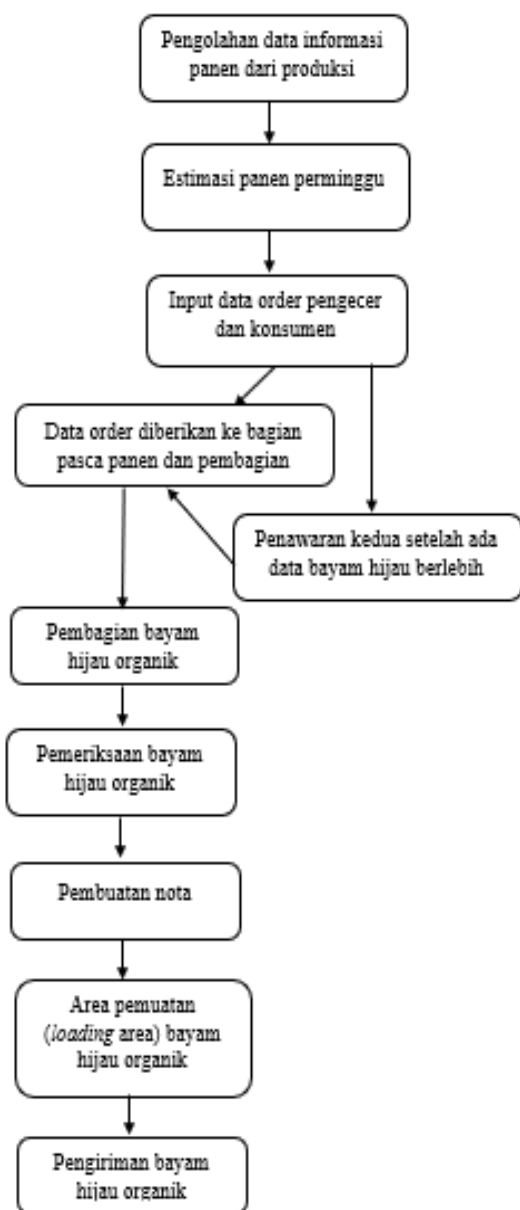 Pengolahan data informasi
panen dari produksi
Estimasi panen perminggu
Input data order pengecer
dan konsumen
Data order diberikan ke bagian
pasca panen dan pembagian
Penawaran kedua setelah ada
data bayam hijau berlebih
Pembagian bayam
hijau organik
Pemeriksaan bayam
hijau organik
Pembuatan nota
Area pemuatan
(loading area) bayam
hijau organik
Pengiriman bayam
hijau organik